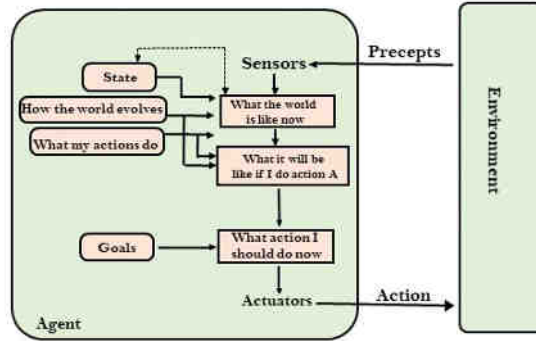 Precepts
Sensors
State
How the world evolves
What the world
is like now
What my actions do
What it will be
like if I do action A
Environment
Goals
What action I
should do now
Actuators
Action
Agent